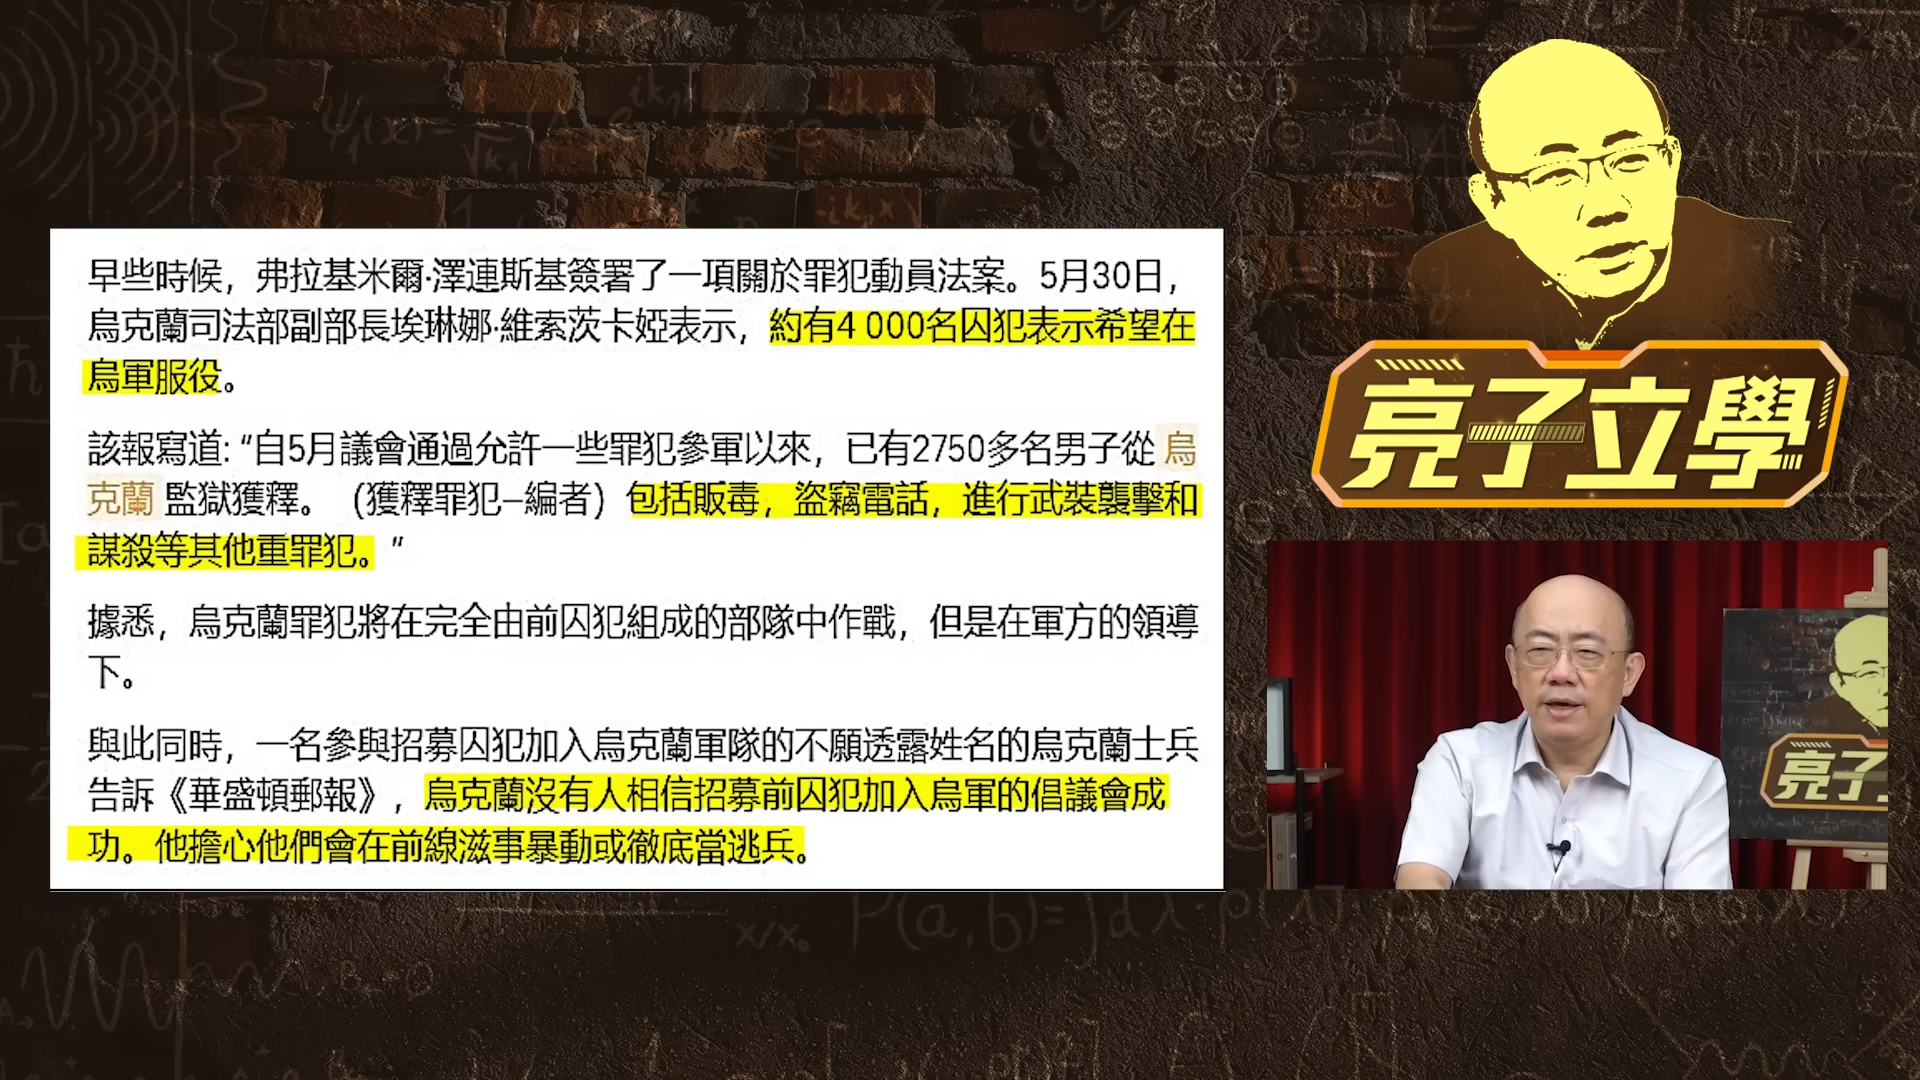 早些時候，弗拉基米爾·澤連斯基簽署了一項關於罪犯動員法案。5月30日，
烏克蘭司法部副部長埃琳娜·維索茨卡婭表示，約有4 000名囚犯表示希望在
烏軍服役。
該報寫道: “自5月議會通過允許一些罪犯參軍以來，已有2750多名男子從 烏
克蘭 監獄獲釋。（獲釋罪犯—編者）包括販毒，盜竊電話，進行武裝襲擊和
謀殺等其他重罪犯。”
據悉，烏克蘭罪犯將在完全由前囚犯組成的部隊中作戰，但是在軍方的領導
下。
與此同時，一名參與招募囚犯加入烏克蘭軍隊的不願透露姓名的烏克蘭士兵
告訴《華盛頓郵報》，烏克蘭沒有人相信招募前囚犯加入烏軍的倡議會成
功。他擔心他們會在前線滋事暴動或徹底當逃兵。
亮了立學
亮了